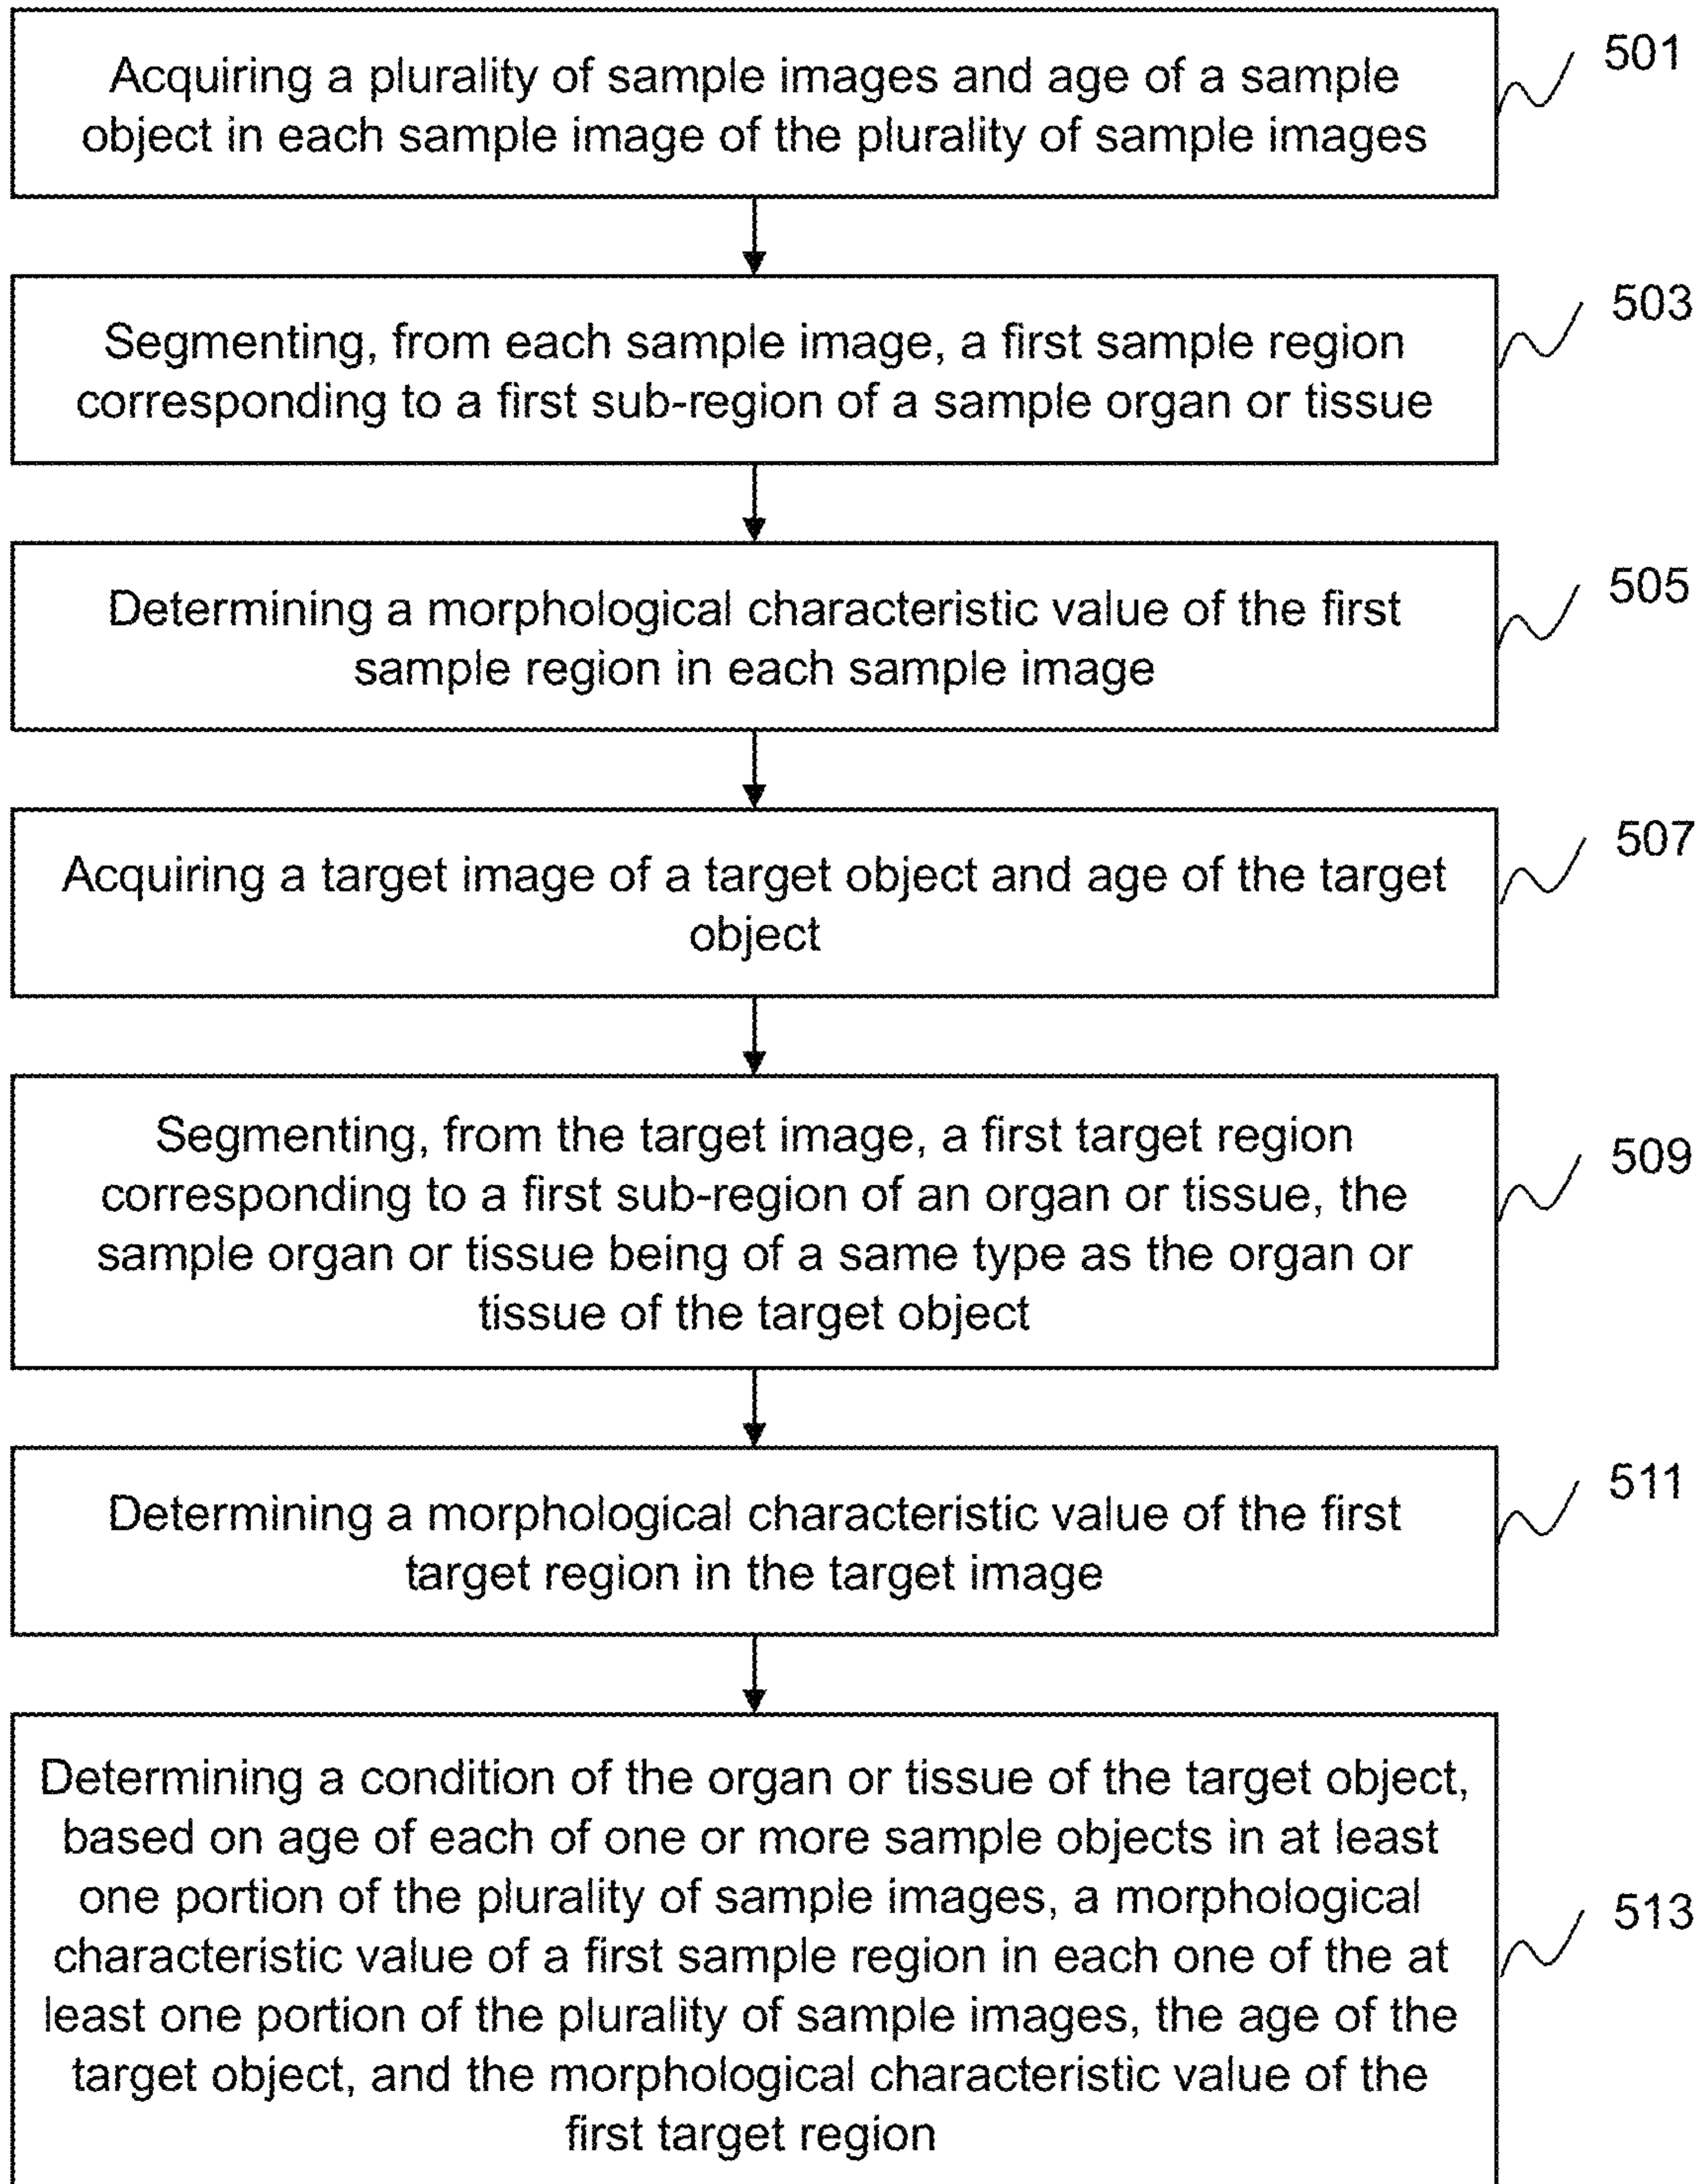 Acquiring a plurality of sample images and age of a sample
object in each sample image of the plurality of sample images
501
Segmenting, from each sample image, a first sample region
corresponding to a first sub-region of a sample organ or tissue
503
Determining a morphological characteristic value of the first
sample region in each sample image
505
Acquiring a target image of a target object and age of the target
object
507
Segmenting, from the target image, a first target region
corresponding to a first sub-region of an organ or tissue, the
sample organ or tissue being of a same type as the organ or
tissue of the target object
509
Determining a morphological characteristic value of the first
target region in the target image
511
Determining a condition of the organ or tissue of the target object,
based on age of each of one or more sample objects in at least
one portion of the plurality of sample images, a morphological
characteristic value of a first sample region in each one of the at
least one portion of the plurality of sample images, the age of the
target object, and the morphological characteristic value of the
first target region
513